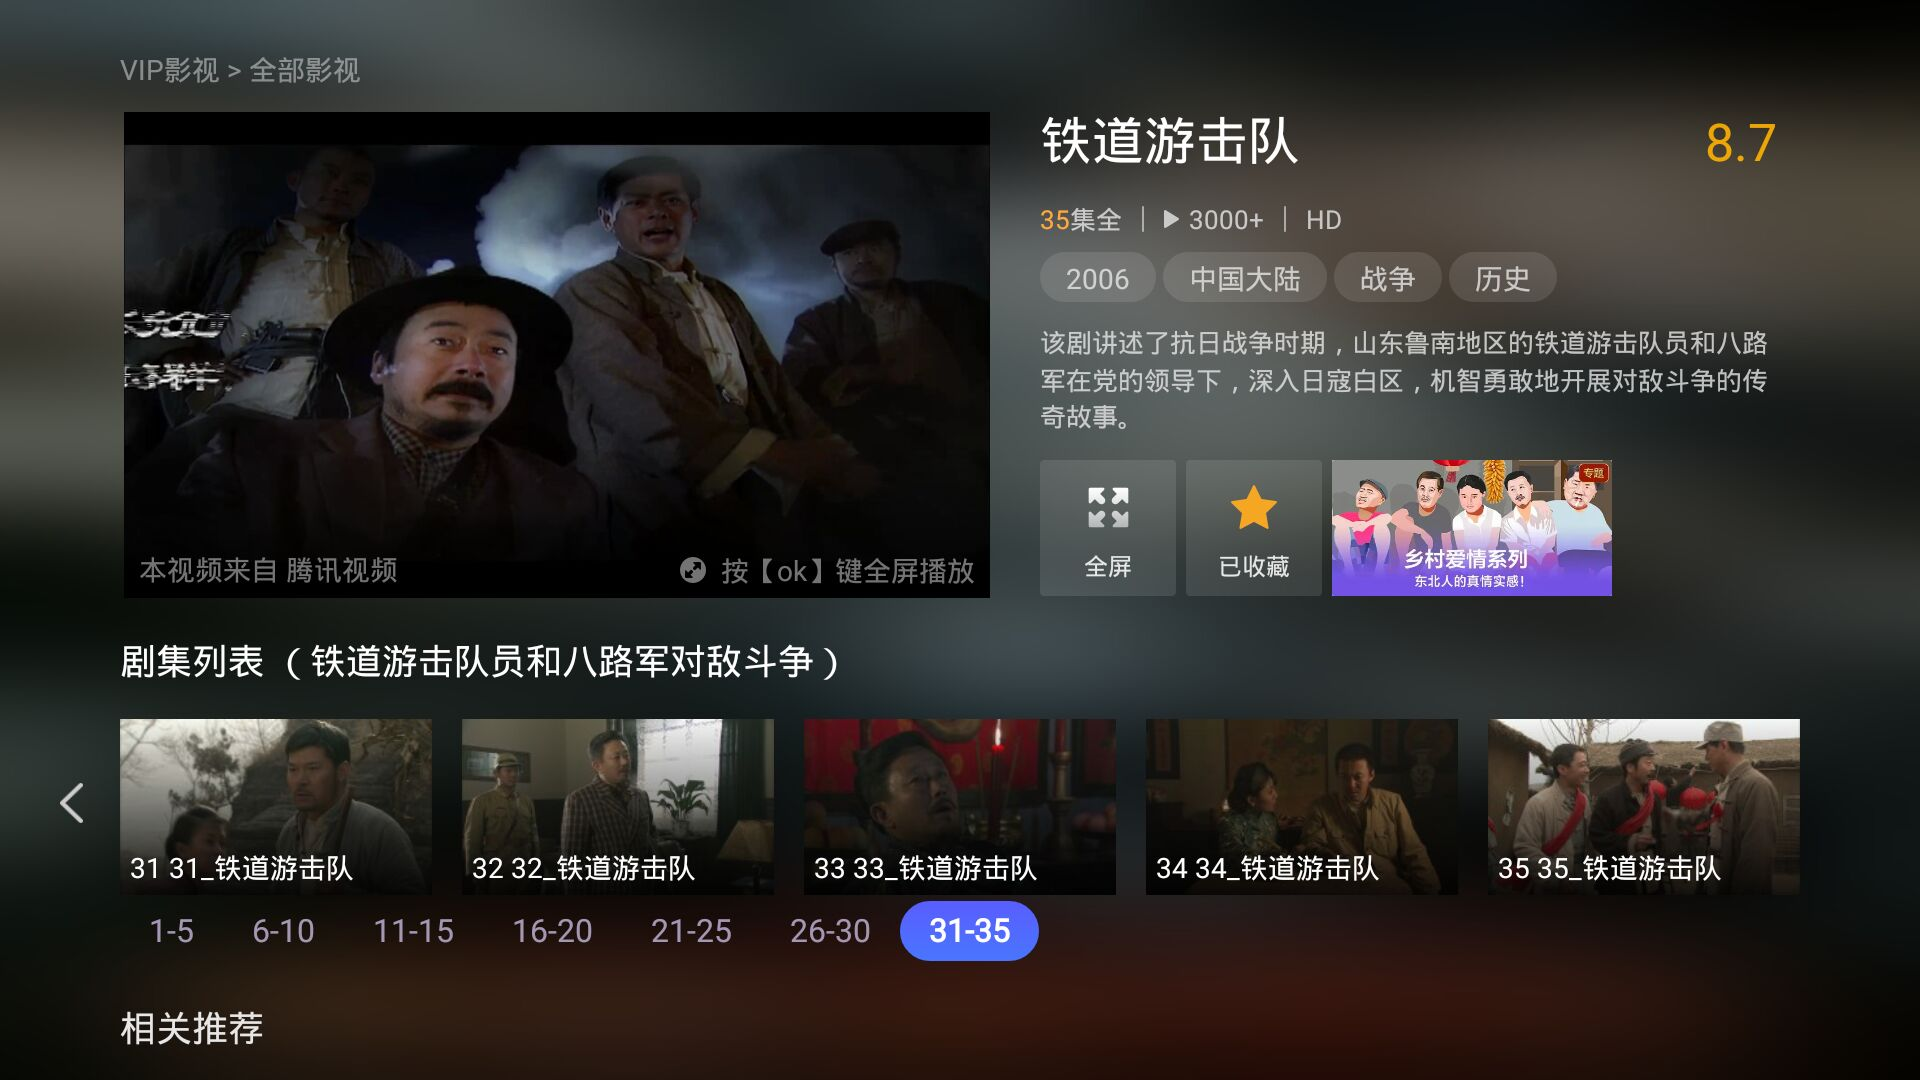 VIP影视 > 全部影视
铁道游击队
8.7
35集全 | 3000+ | HD
2006 中国大陆 战争 历史
该剧讲述了抗日战争时期，山东鲁南地区的铁道游击队员和八路
军在党的领导下，深入日寇白区，机智勇敢地开展对敌斗争的传
奇故事。
本视频来自 腾讯视频
按【ok】键全屏播放
全屏
已收藏
专题
乡村爱情系列
东北人的真情实感!
剧集列表 （铁道游击队员和八路军对敌斗争）
31 31_铁道游击队
32 32_铁道游击队
33 33_铁道游击队
34 34_铁道游击队
35 35_铁道游击队
1-5 6-10 11-15 16-20 21-25 26-30 31-35
相关推荐